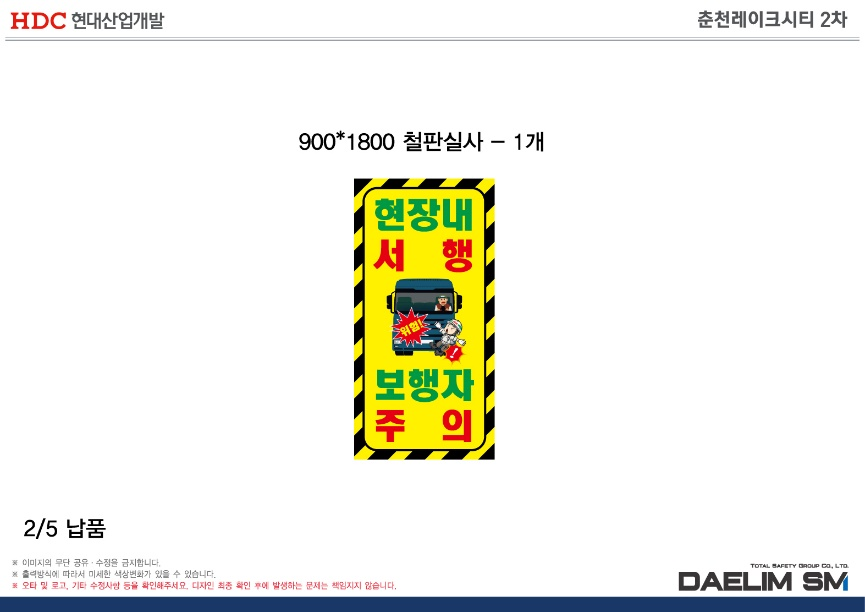 HDC 현대산업개발
춘천레이크시티 2차
900*1800 철판실사 - 1개
현장내
서 행
위험!
!
보행자
주 의
2/5 납품
※ 이미지의 무단 공유 · 수정을 금지합니다.
※ 출력방식에 따라서 미세한 색상변화가 있을 수 있습니다.
※ 오타 및 로고, 기타 수정사항 등을 확인해주세요. 디자인 최종 확인 후에 발생하는 문제는 책임지지 않습니다.
TOTAL SAFETY GROUP CO., LTD.
DAELIM SM